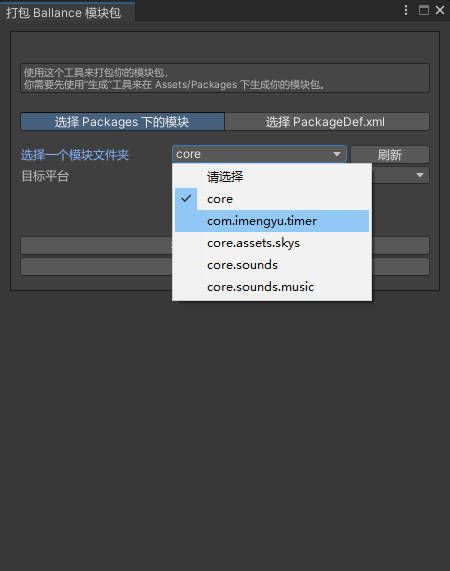 打包 Ballance 模块包
使用这个工具来打包你的模块包，
你需要先使用“生成”工具在 Assets/Packages 下生成你的模块包。
选择 Packages 下的模块
选择 PackageDef.xml
选择一个模块文件夹
core
刷新
目标平台
请选择
core
com.imengyu.timer
core.assets.skys
core.sounds
core.sounds.music